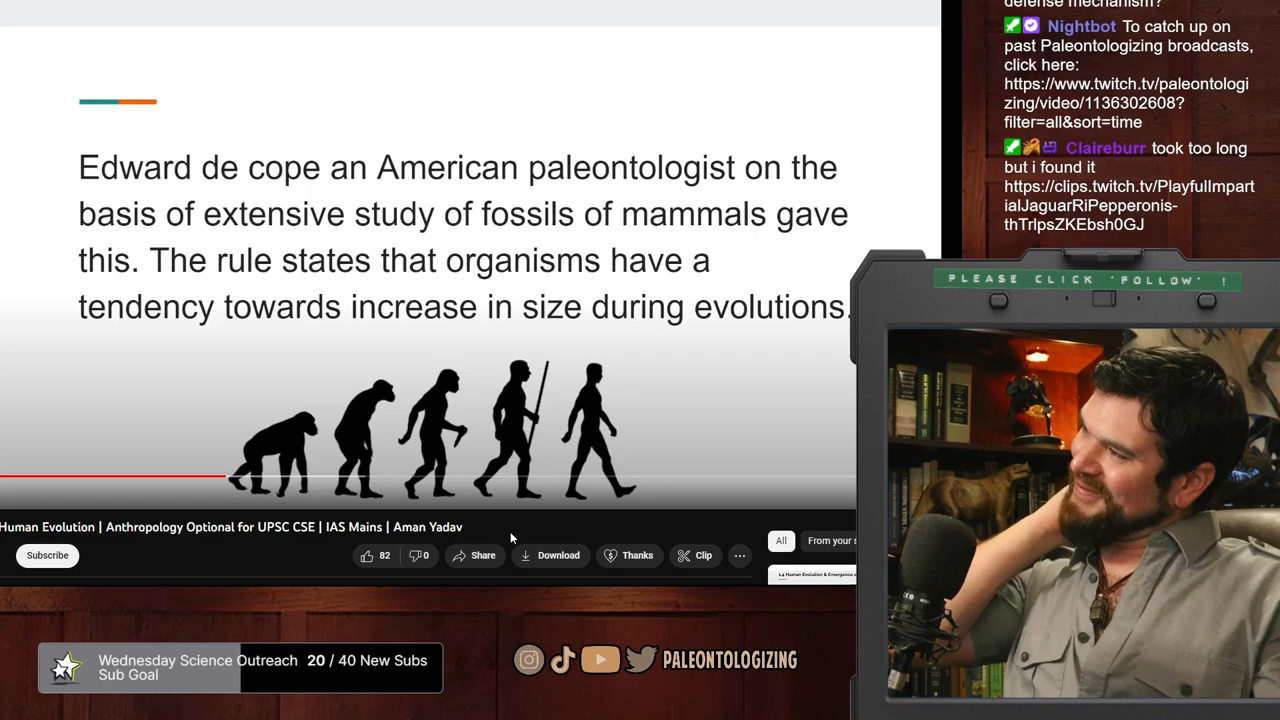 Edward de cope an American paleontologist on the
basis of extensive study of fossils of mammals gave
this. The rule states that organisms have a
tendency towards increase in size during evolutions.
Human Evolution | Anthropology Optional for UPSC CSE | IAS Mains | Aman Yadav
Subscribe
82
0
Share
Download
Thanks
Clip
All
From your s
Wednesday Science Outreach 20 / 40 New Subs
Sub Goal
PALEONTOLOGIZING
defense mechanism?
Nightbot To catch up on
past Paleontologizing broadcasts,
click here:
https://www.twitch.tv/paleontologi
zing/video/1136302608?
filter=all&sort=time
Claireburr took too long
but i found it
https://clips.twitch.tv/PlayfulImpart
ialJaguarRiPepperonis-
thTrlpsZKEbsh0GJ
PLEASE CLICK 'FOLLOW' !